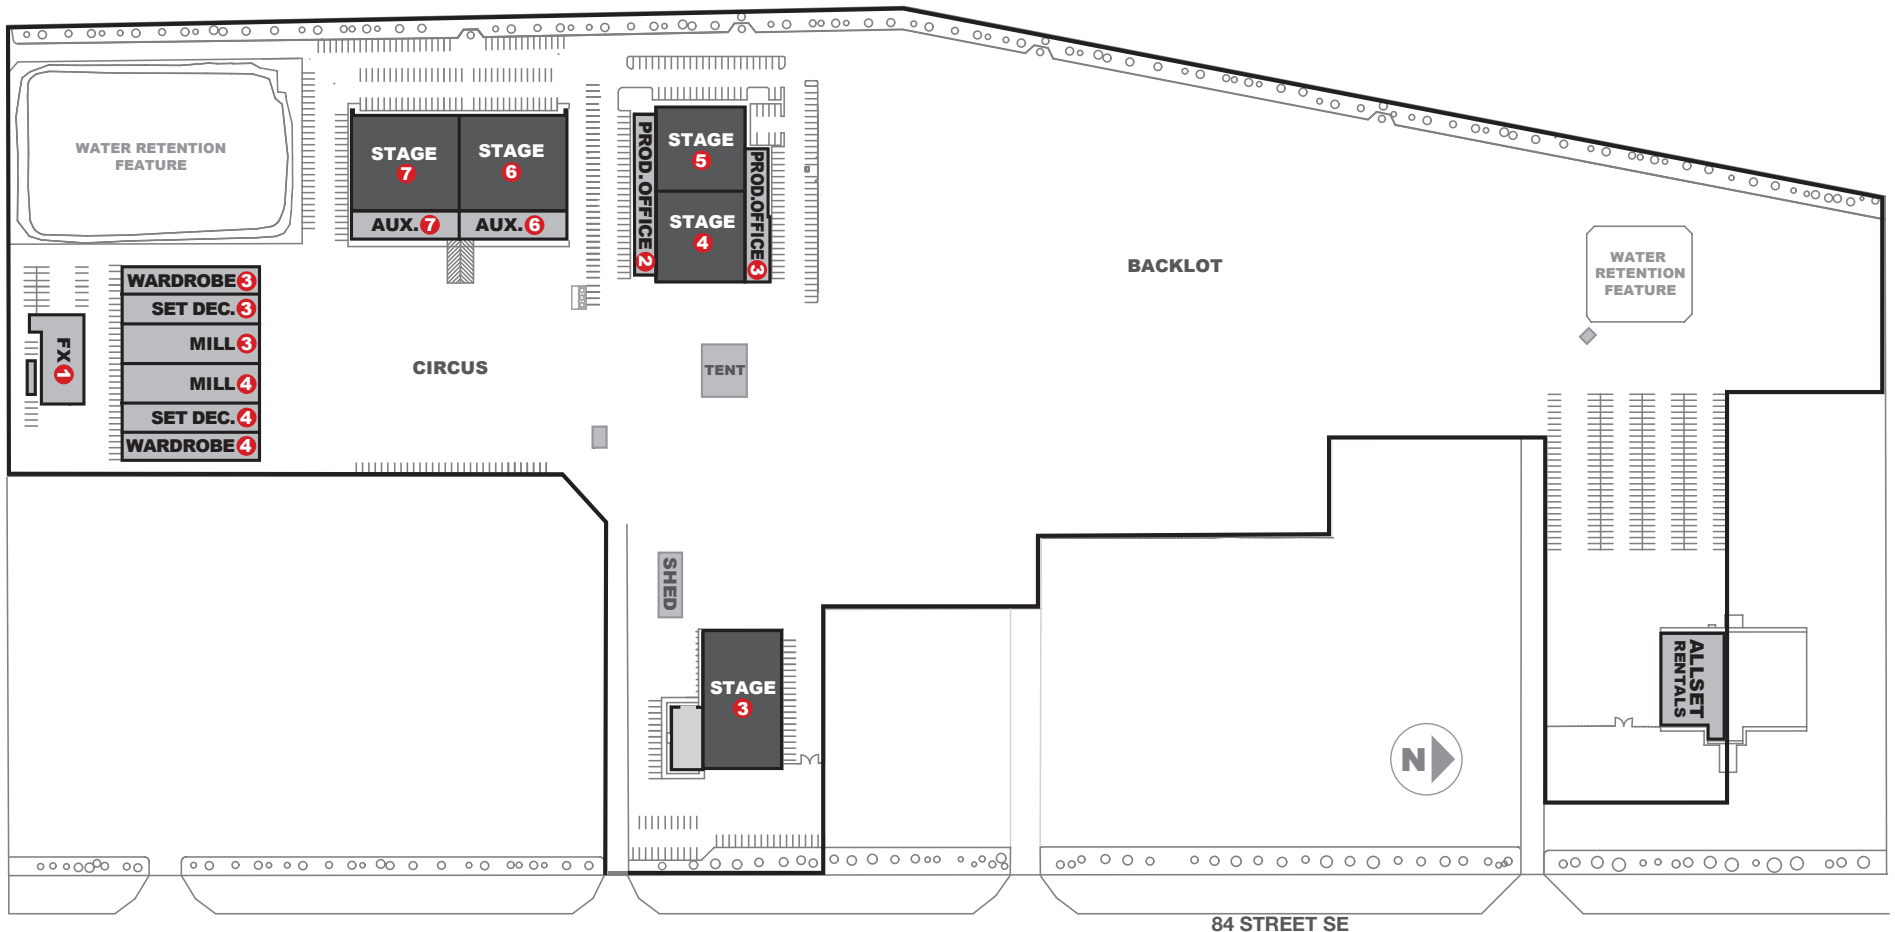 WATER RETENTION
FEATURE
STAGE
7
STAGE
6
AUX. 7
AUX. 6
PROD.OFFICE 2
STAGE
5
STAGE
4
PROD.OFFICE 3
BACKLOT
WATER
RETENTION
FEATURE
WARDROBE 3
SET DEC. 3
MILL 3
MILL 4
SET DEC. 4
WARDROBE 4
FX 1
CIRCUS
TENT
SHED
STAGE
3
ALLSET
RENTALS
N
84 STREET SE